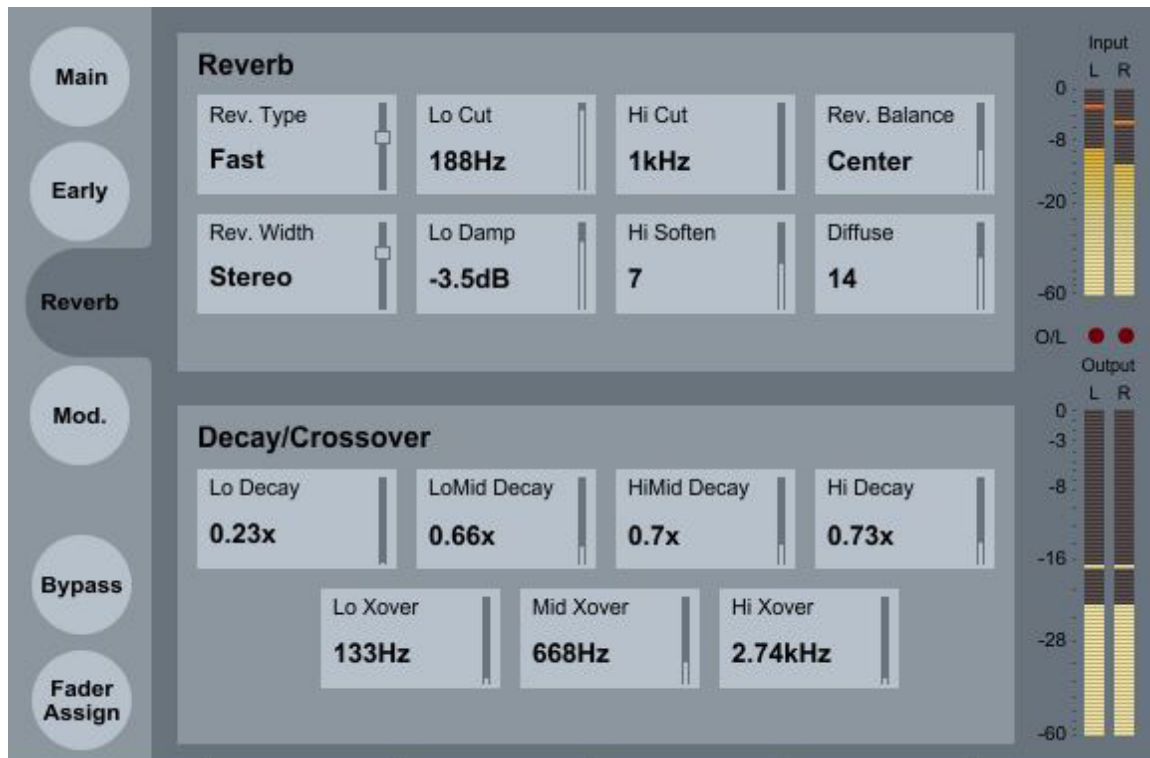 Main
Early
Reverb
Mod.
Bypass
Fader
Assign
Reverb
Rev. Type
Fast
Lo Cut
188Hz
Hi Cut
1kHz
Rev. Balance
Center
Rev. Width
Stereo
Lo Damp
-3.5dB
Hi Soften
7
Diffuse
14
Decay/Crossover
Lo Decay
0.23x
LoMid Decay
0.66x
HiMid Decay
0.7x
Hi Decay
0.73x
Lo Xover
133Hz
Mid Xover
668Hz
Hi Xover
2.74kHz
Input
L R
0
-8
-20
-60
O/L
Output
L R
0
-3
-8
-16
-28
-60